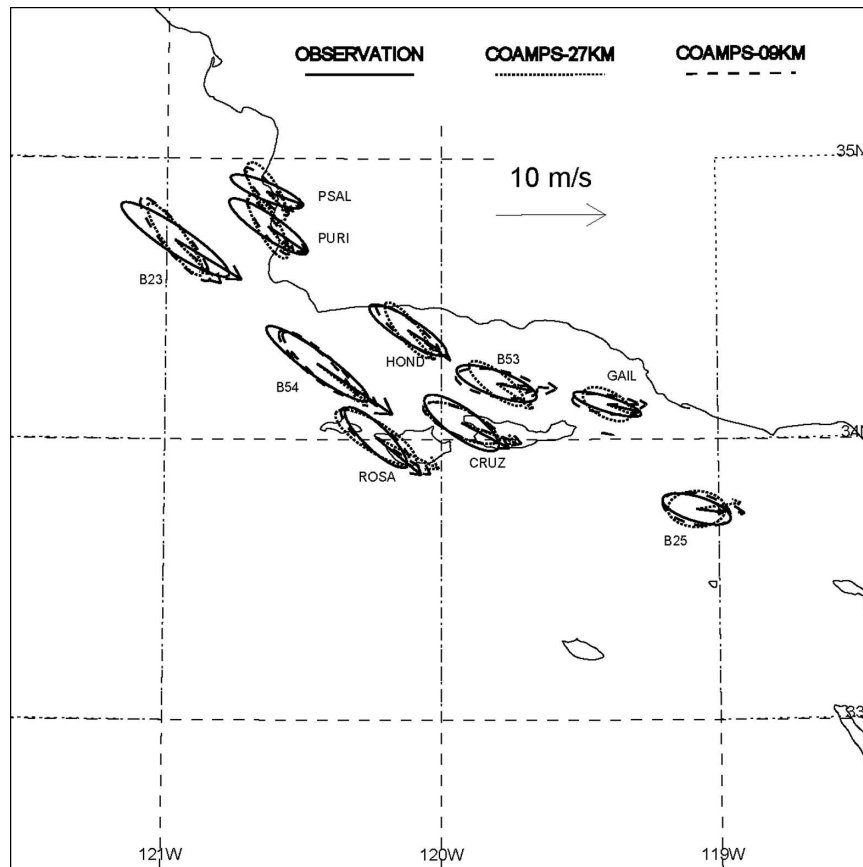 OBSERVATION COAMPS-27KM COAMPS-09KM
35N
10 m/s
PSAL
PURI
B23
HOND
B53
GAIL
B54
34N
ROSA
CRUZ
B25
33
121W 120W 119W